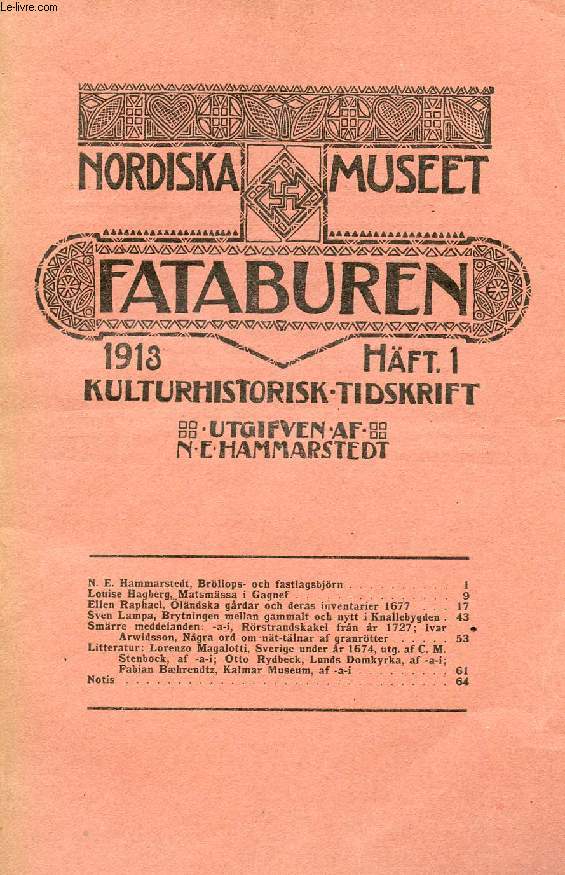 Le-livre.com
NORDISKA MUSEET
FATABUREN
1913 HÄFT. 1
KULTURHISTORISK-TIDSKRIFT
·UTGIFVEN·AF·
N·E·HAMMARSTEDT
N. E. Hammarstedt, Bröllops- och fastlagsbjörn . . . . . . . . . . . 1
Louise Hagberg, Matsmässa i Gagnef . . . . . . . . . . . 9
Ellen Raphael, Öländska gårdar och deras inventarier 1677 . . . . 17
Sven Lampa, Brytningen mellan gammalt och nytt i Knallebygden . 43
Smärre meddelanden: -a-i, Rörstrandskakel från år 1727; Ivar
Arwidsson, Några ord om nät-tälnar af granrötter . . . . . 53
Litteratur: Lorenzo Magalotti, Sverige under år 1674, utg. af C. M.
Stenbock, af -a-i; Otto Rydbeck, Lunds Domkyrka, af -a-i;
Fabian Bæhrendtz, Kalmar Museum, af -a-i . . . . . . . . 61
Notis . . . . . . . . . . . . . . . . . . . . 64